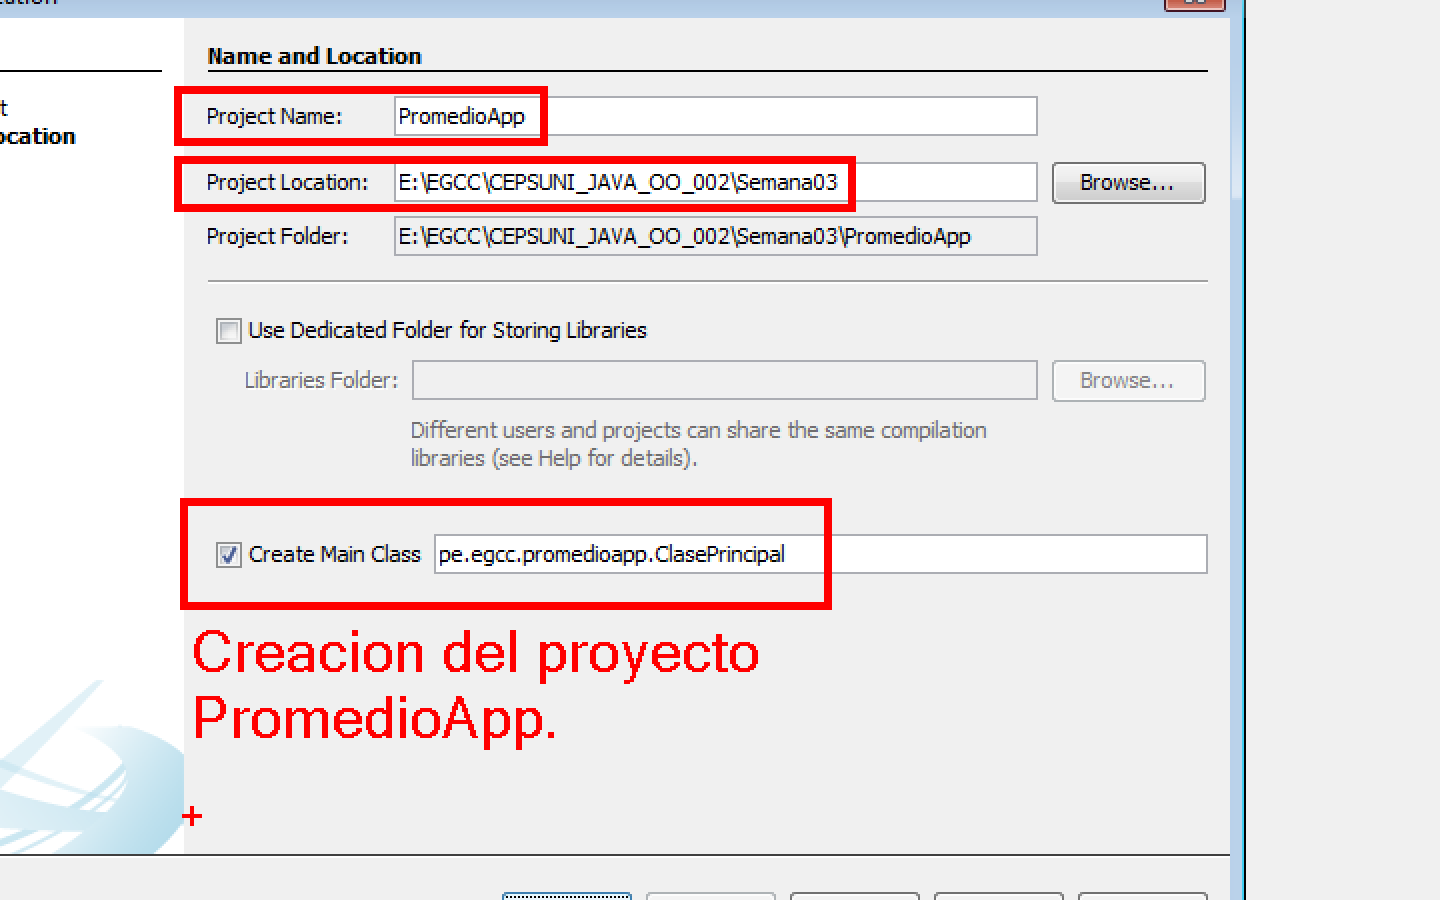 Name and Location
Project Name: PromedioApp
ocation
Project Location: E:\EGCC\CEPSUNI_JAVA_OO_002\Semana03 Browse...
Project Folder: E:\EGCC\CEPSUNI_JAVA_OO_002\Semana03\PromedioApp
Use Dedicated Folder for Storing Libraries
Libraries Folder: Browse...
Different users and projects can share the same compilation
libraries (see Help for details).
Create Main Class pe.egcc.promedioapp.ClasePrincipal
Creacion del proyecto
PromedioApp.